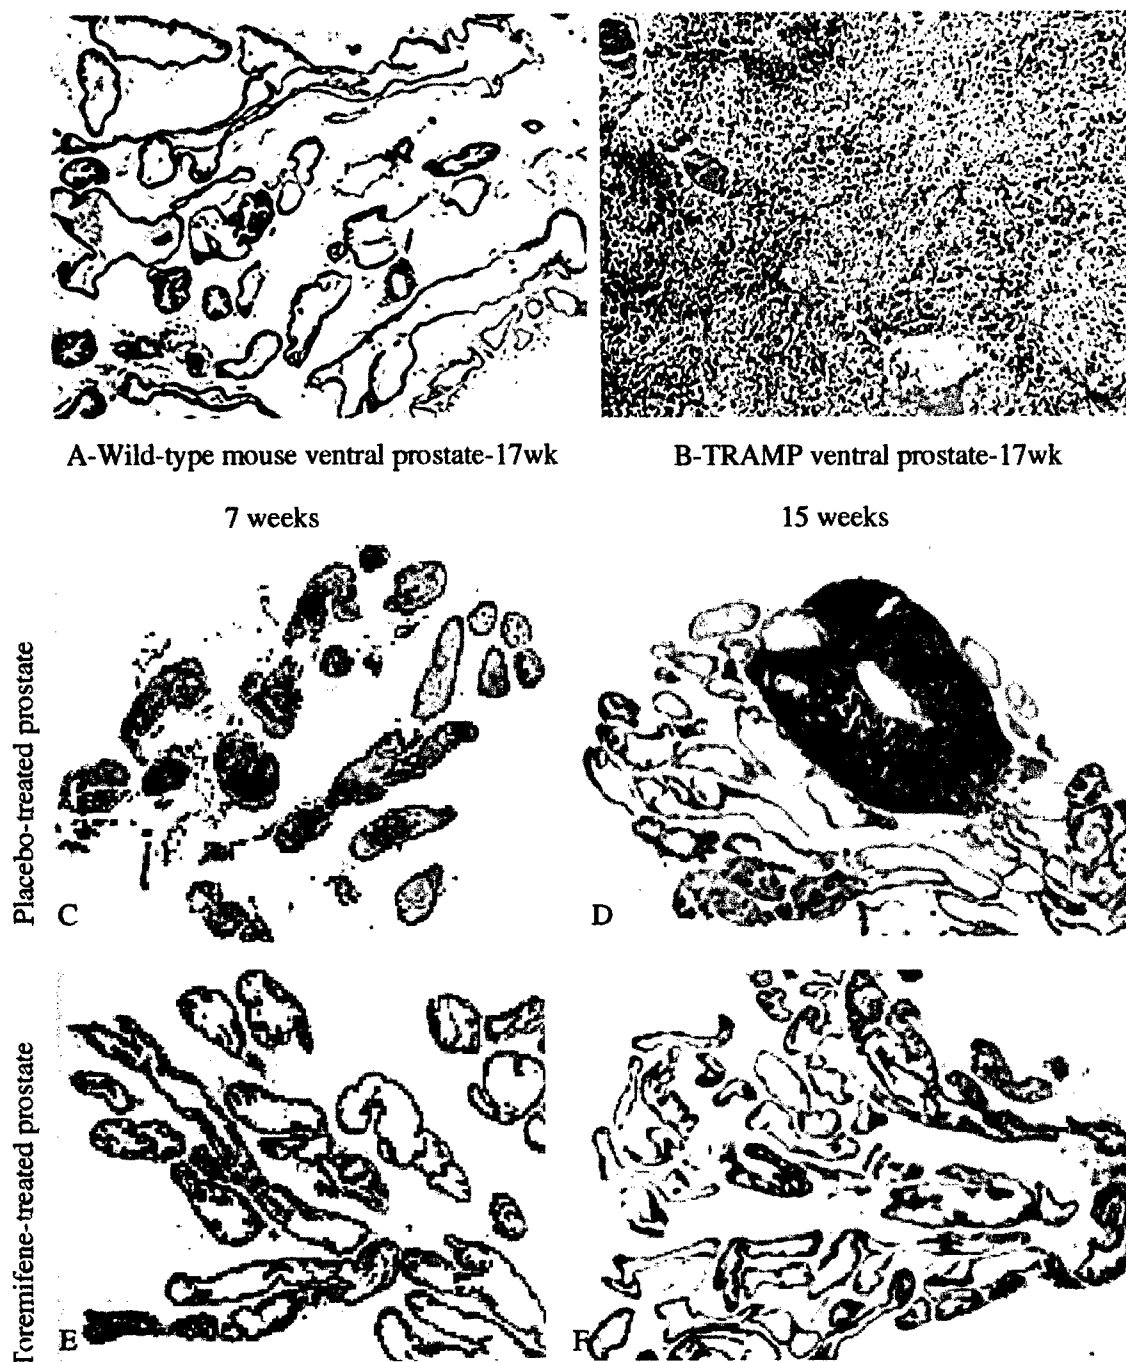 A-Wild-type mouse ventral prostate-17wk
B-TRAMP ventral prostate-17wk
7 weeks
15 weeks
Placebo-treated prostate
C
D
Toremifene-treated prostate
E
F